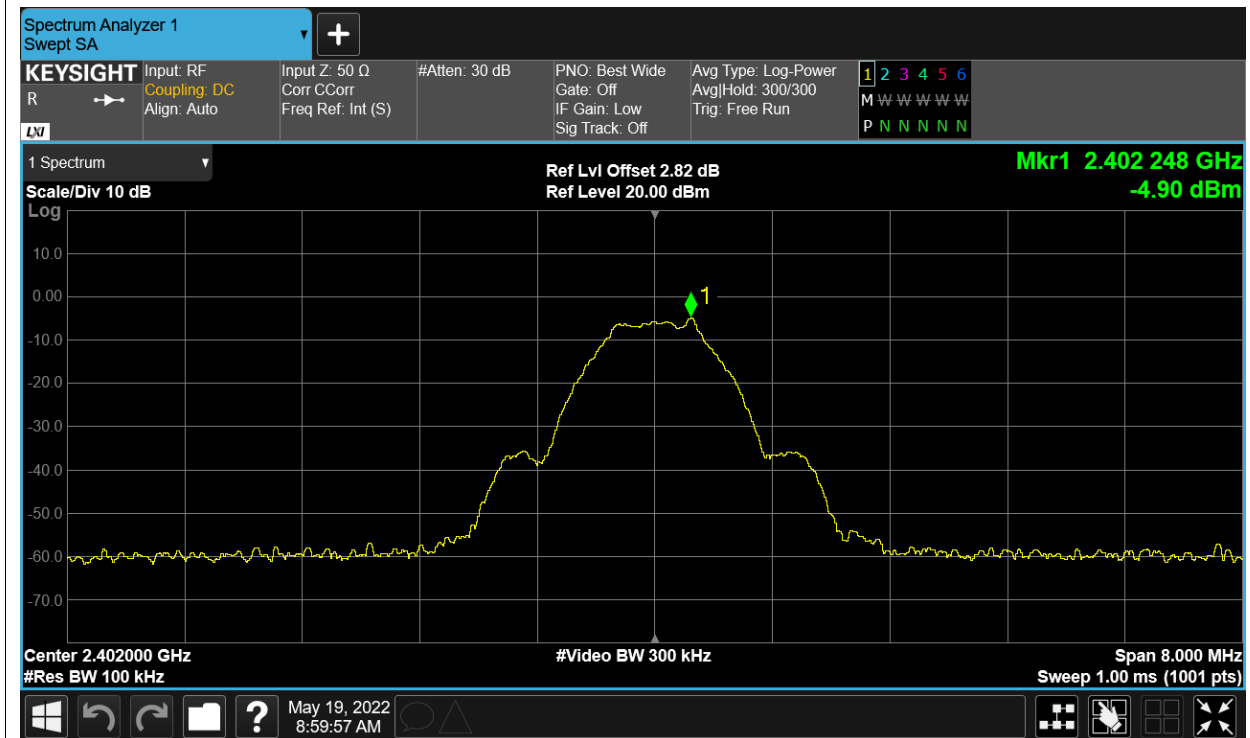 Spectrum Analyzer 1
Swept SA
KEYSIGHT
R
LXI
Input: RF
Coupling: DC
Align: Auto
Input Z: 50 Ω
Corr CCorr
Freq Ref: Int (S)
#Atten: 30 dB
PNO: Best Wide
Gate: Off
IF Gain: Low
Sig Track: Off
Avg Type: Log-Power
Avg|Hold: 300/300
Trig: Free Run
1 2 3 4 5 6
M W W W W W
P N N N N N
1 Spectrum
Scale/Div 10 dB
Ref Lvl Offset 2.82 dB
Ref Level 20.00 dBm
Mkr1 2.402 248 GHz
-4.90 dBm
Log
10.0
0.00
-10.0
-20.0
-30.0
-40.0
-50.0
-60.0
-70.0
1
Center 2.402000 GHz
#Res BW 100 kHz
#Video BW 300 kHz
Span 8.000 MHz
Sweep 1.00 ms (1001 pts)
?
May 19, 2022
8:59:57 AM